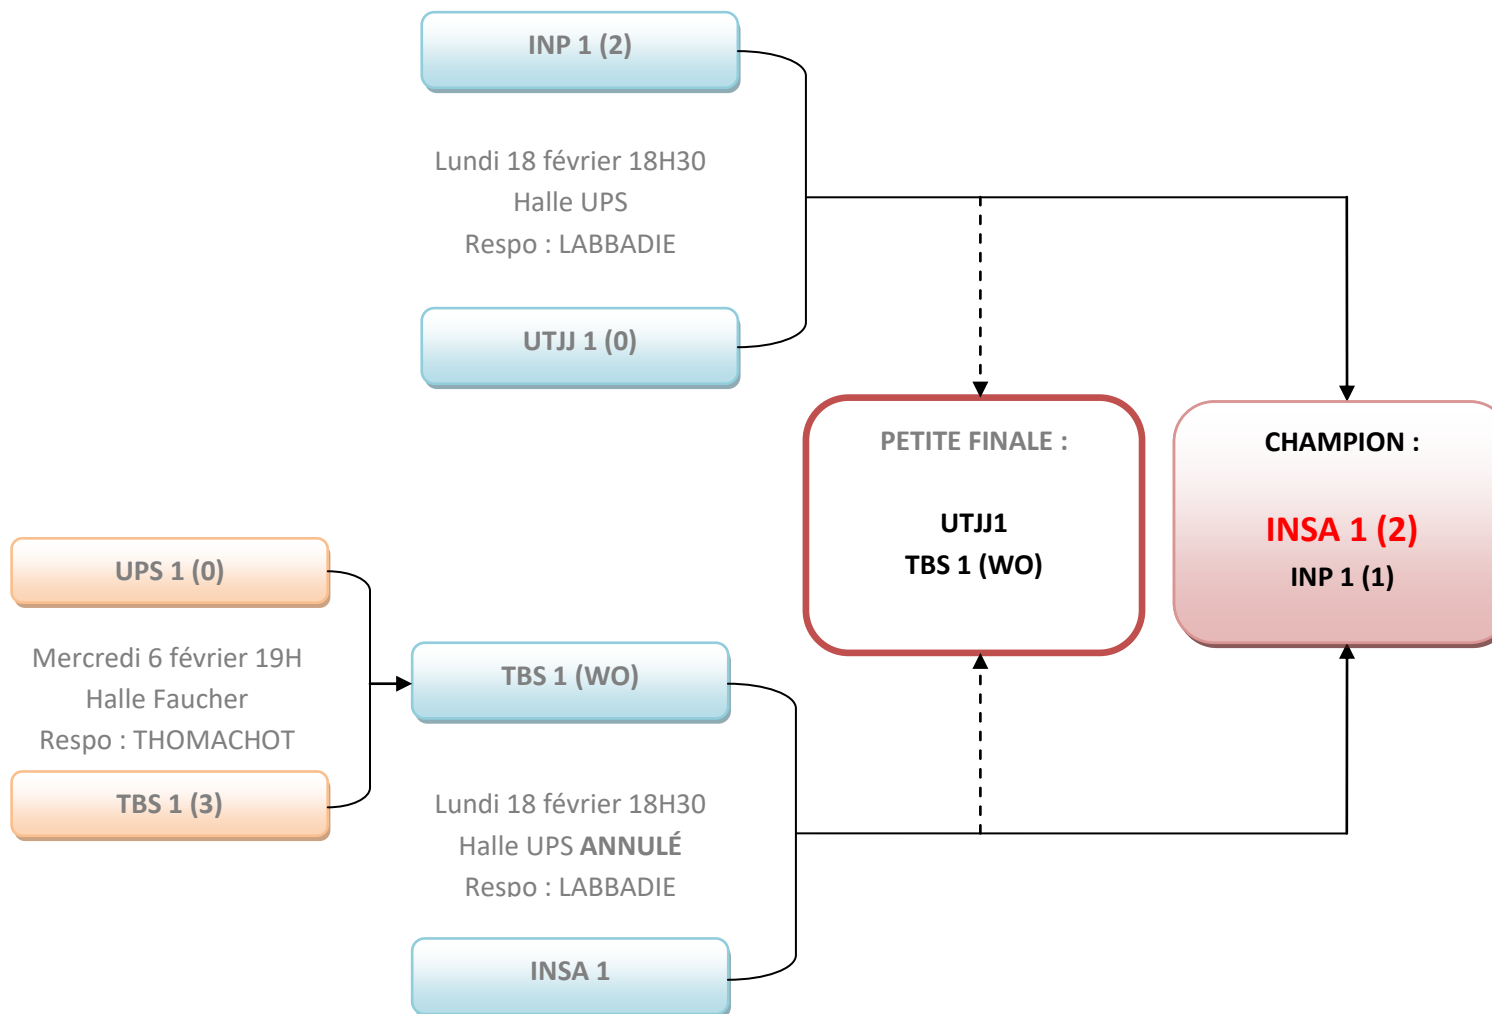 INP 1 (2)
Lundi 18 février 18H30
Halle UPS
Respo : LABBADIE
UTJJ 1 (0)
PETITE FINALE :
UTJJ1
TBS 1 (WO)
CHAMPION :
INSA 1 (2)
INP 1 (1)
UPS 1 (0)
Mercredi 6 février 19H
Halle Faucher
Respo : THOMACHOT
TBS 1 (3)
TBS 1 (WO)
Lundi 18 février 18H30
Halle UPS ANNULÉ
Respo : LABBADIE
INSA 1